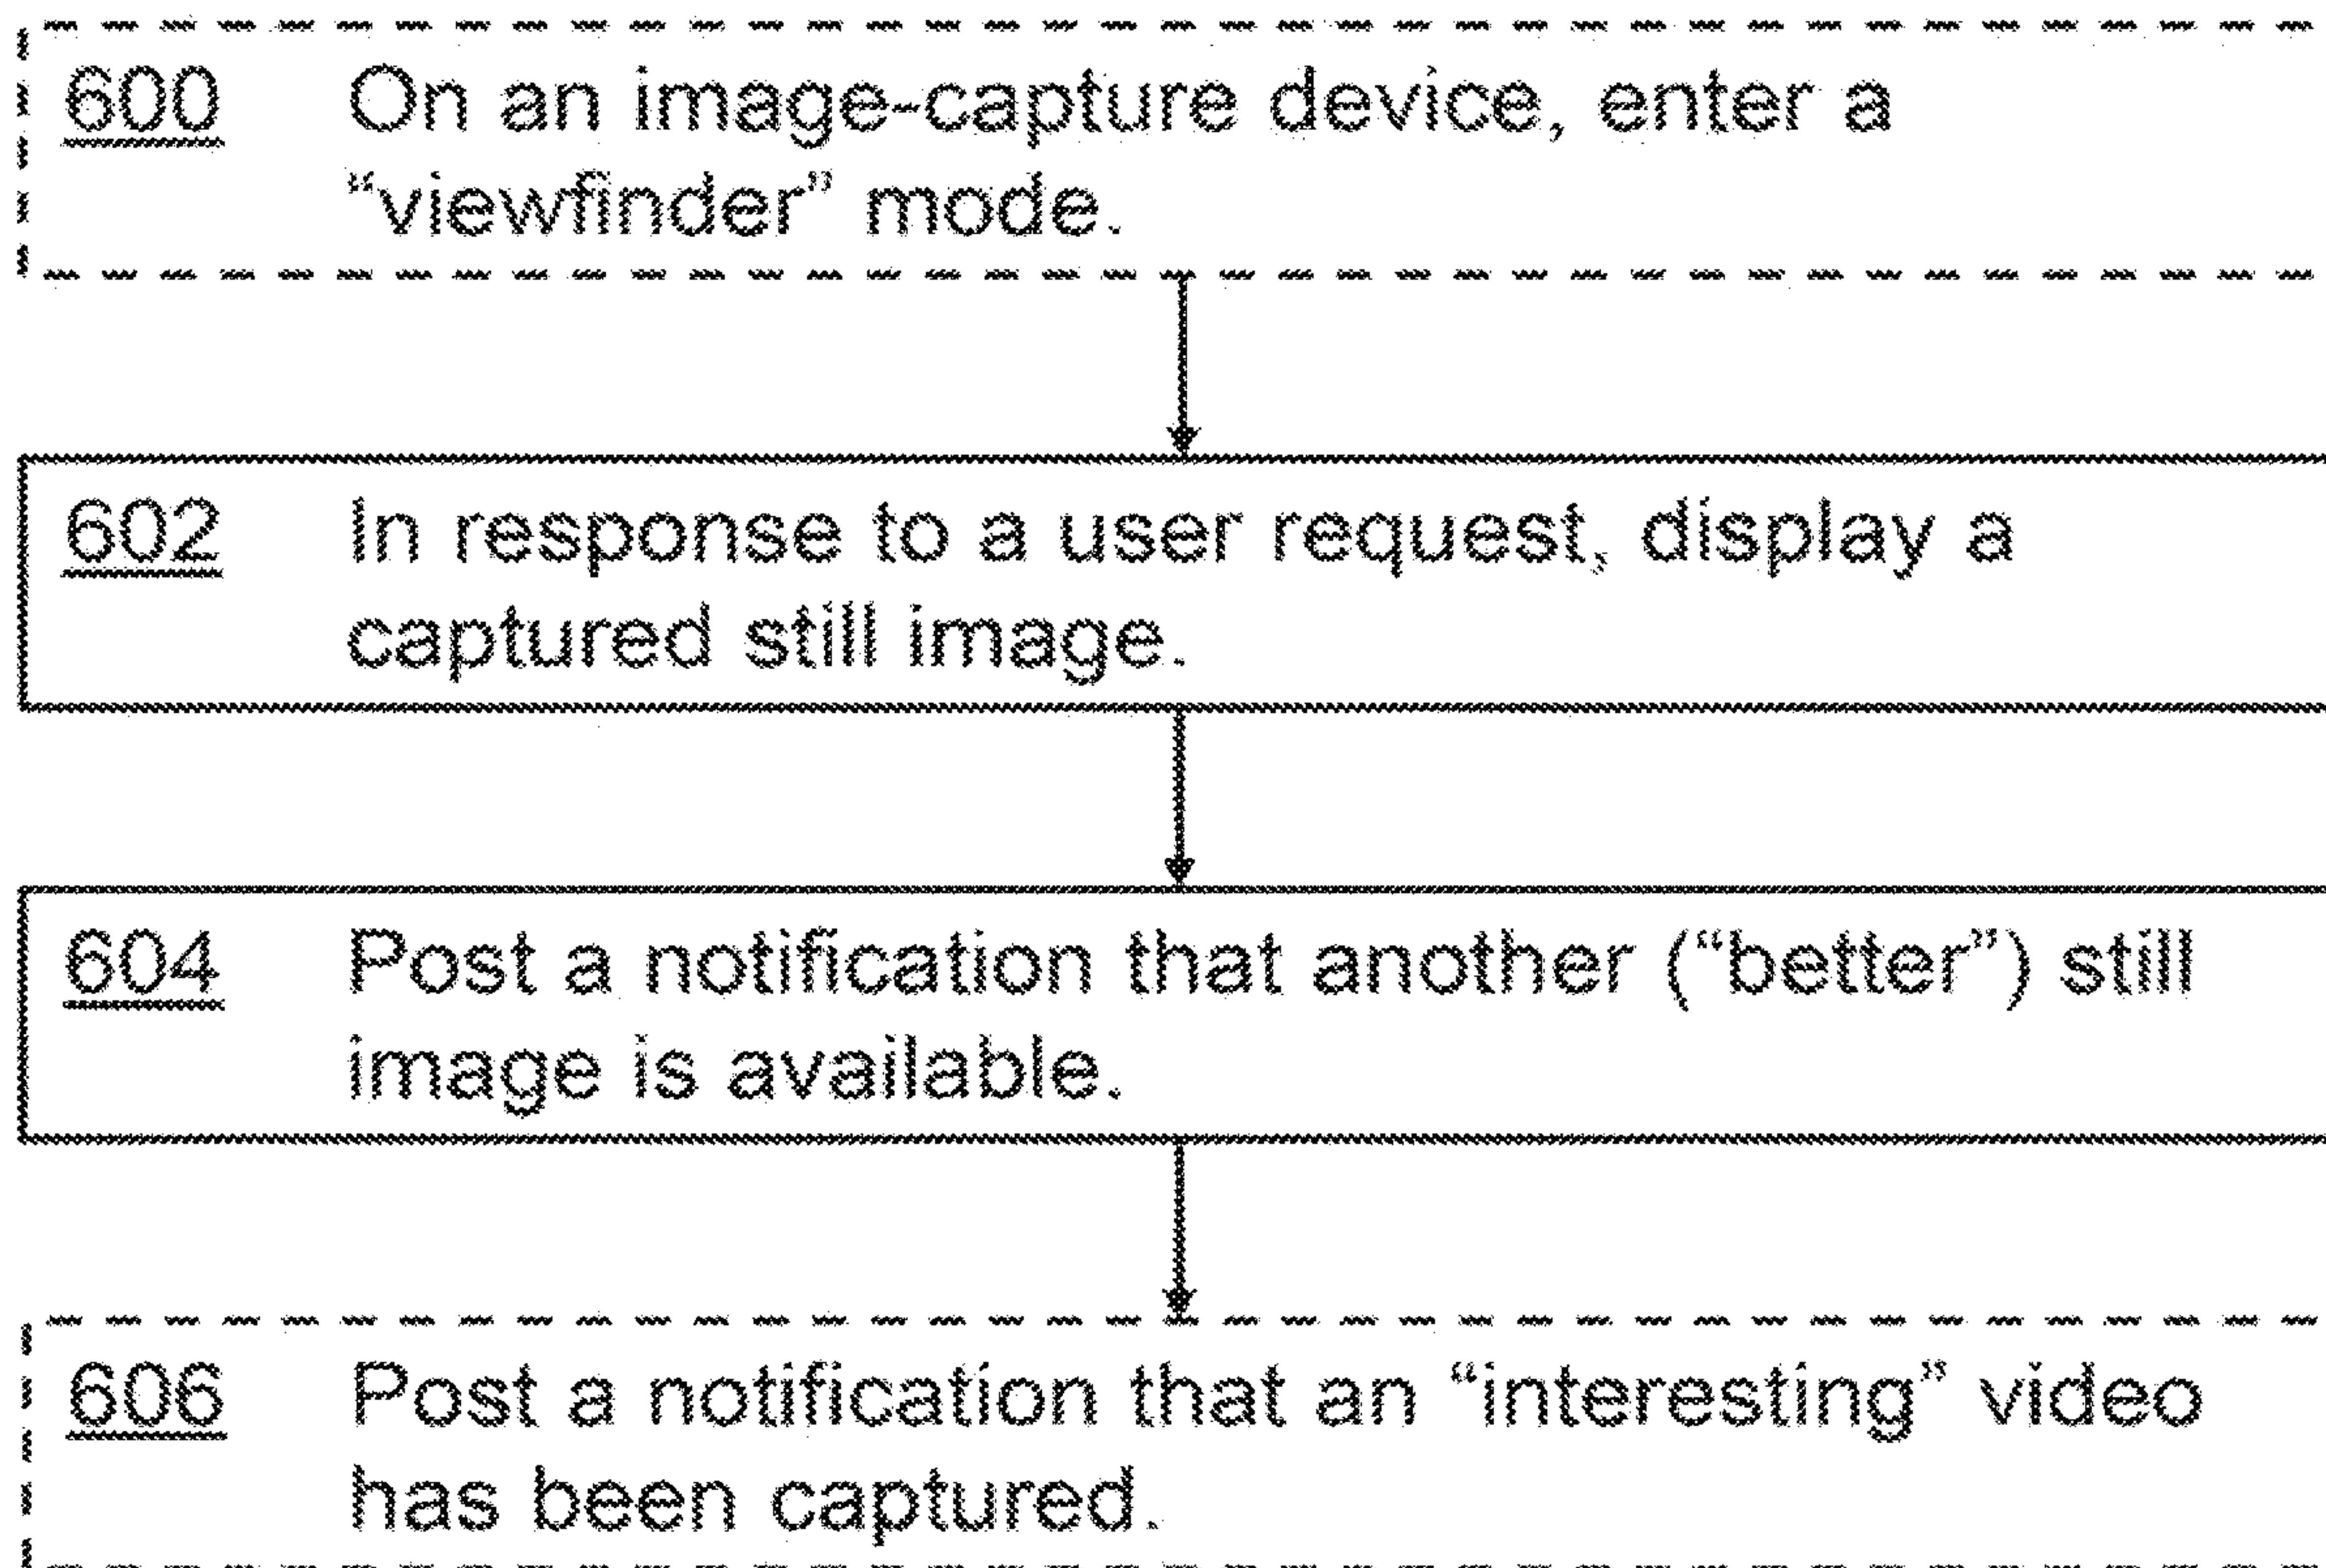 600 On an image-capture device, enter a
“viewfinder” mode.
602 In response to a user request, display a
captured still image.
604 Post a notification that another (“better”) still
image is available.
606 Post a notification that an “interesting” video
has been captured.